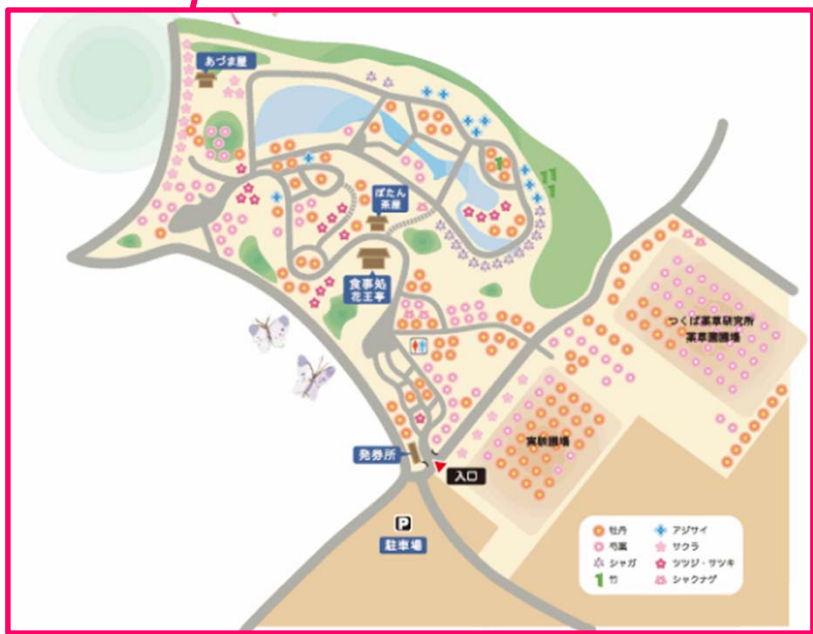 あづま屋
ぼたん
茶屋
食事処
花王亭
つくば薬草研究所
薬草園圃場
実験圃場
発券所
入口
P
駐車場
牡丹
アジサイ
芍薬
サクラ
シャガ
ツツジ・サツキ
竹
シャクナゲ